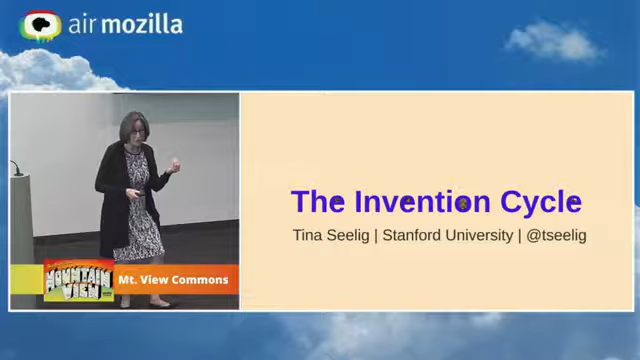 air mozilla
The Invention Cycle
Tina Seelig | Stanford University | @tseelig
MOUNTAIN
VIEW
Mt. View Commons